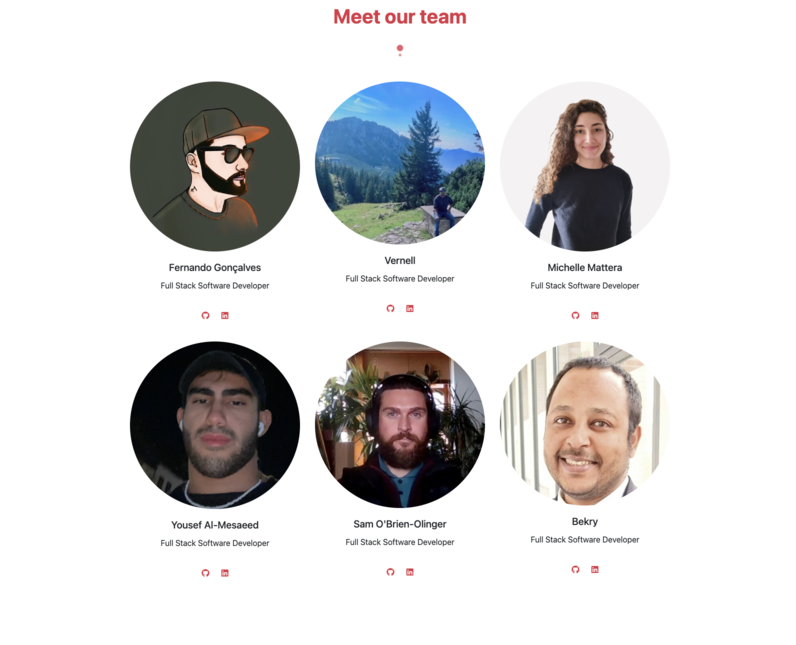 Meet our team
Fernando Gonçalves
Full Stack Software Developer
Vernell
Full Stack Software Developer
Michelle Mattera
Full Stack Software Developer
Yousef Al-Mesaeed
Full Stack Software Developer
Sam O'Brien-Olinger
Full Stack Software Developer
Bekry
Full Stack Software Developer